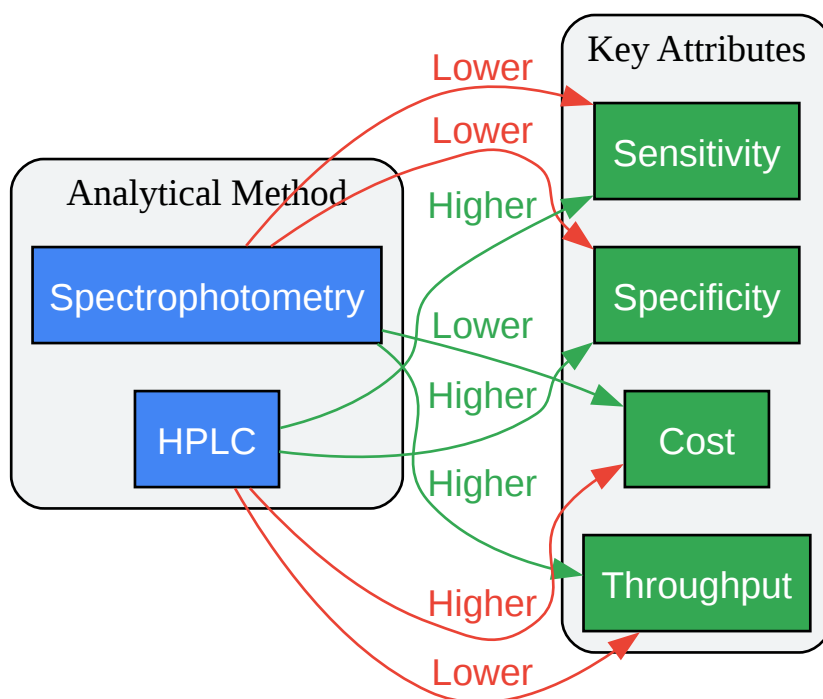 Analytical Method
Spectrophotometry
HPLC
Lower
Lower
Higher
Lower
Higher
Higher
Higher
Lower
Key Attributes
Sensitivity
Specificity
Cost
Throughput